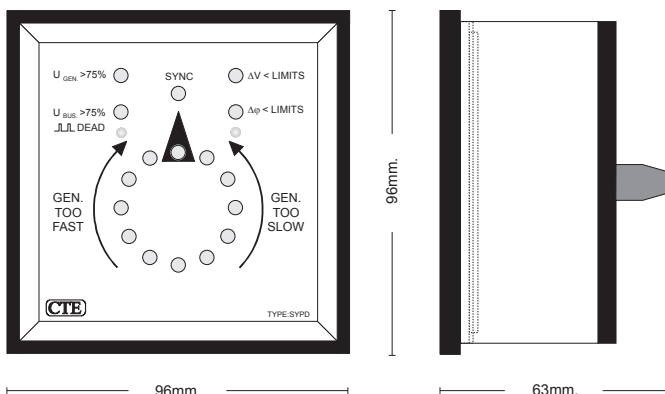 U GEN. >75%
SYNC
ΔV < LIMITS
U BUS. >75%
DEAD
Δφ < LIMITS
GEN.
TOO
FAST
GEN.
TOO
SLOW
CTE
TYPE:SYPD
96mm.
96mm.
63mm.